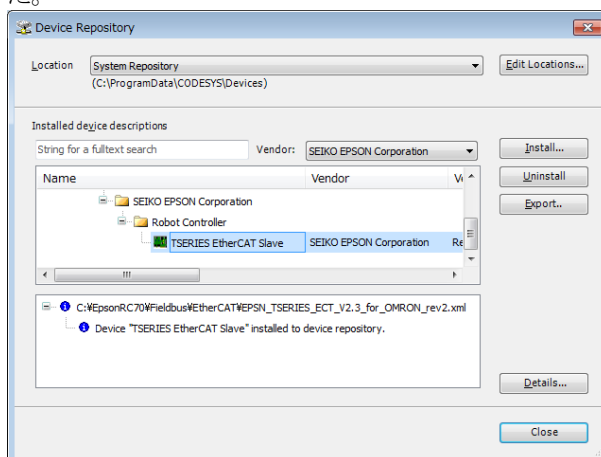 た。
Device Repository
Location System Repository Edit Locations...
(C:\ProgramData\CODESYS\Devices)
Installed device descriptions
String for a fulltext search Vendor: SEIKO EPSON Corporation Install...
Name Vendor Uninstall
SEIKO EPSON Corporation Export..
Robot Controller
TSERIES EtherCAT Slave SEIKO EPSON Corporation Re
C:¥EpsonRC70¥Fieldbus¥EtherCAT¥EPSN_TSERIES_ECT_V2.3_for_OMRON_rev2.xml
Device "TSERIES EtherCAT Slave" installed to device repository.
Details...
Close